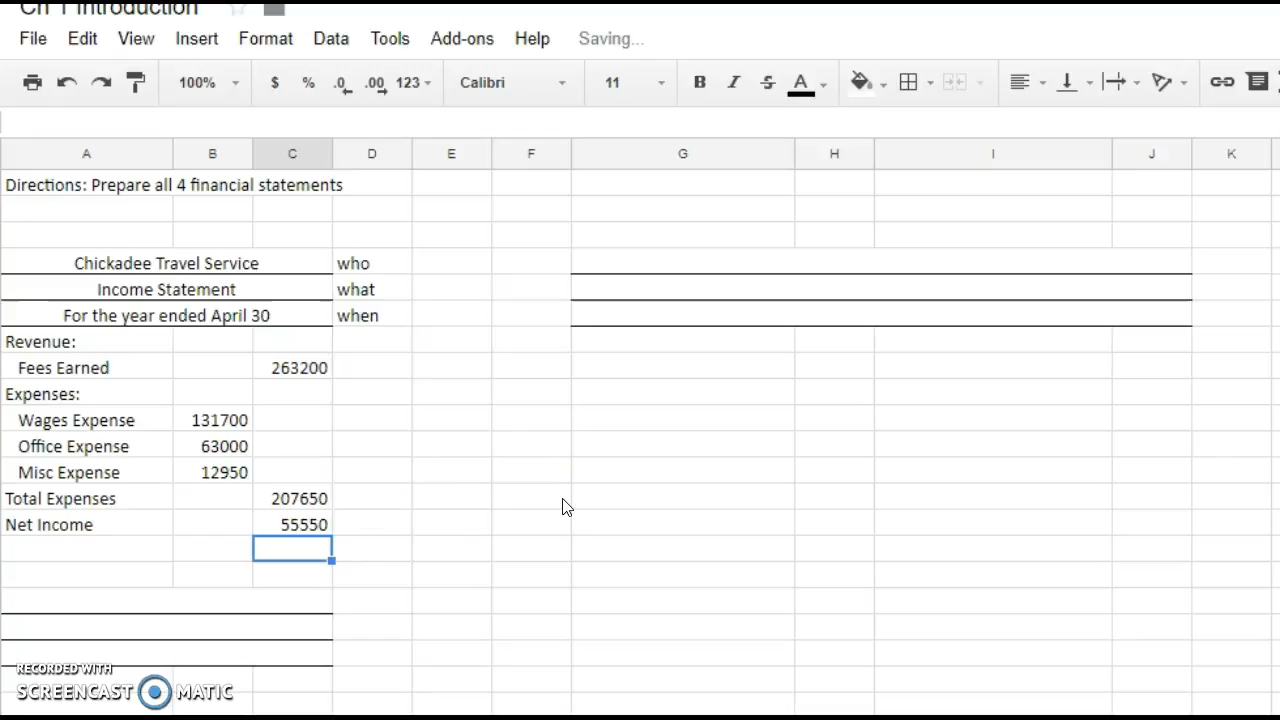 Ch 1 Introduction
File Edit View Insert Format Data Tools Add-ons Help Saving...
100% $ % .0 .00 123 Calibri 11 B I S A
A B C D E F G H I J K
Directions: Prepare all 4 financial statements
Chickadee Travel Service who
Income Statement what
For the year ended April 30 when
Revenue:
Fees Earned 263200
Expenses:
Wages Expense 131700
Office Expense 63000
Misc Expense 12950
Total Expenses 207650
Net Income 55550
RECORDED WITH
SCREENCAST MATIC